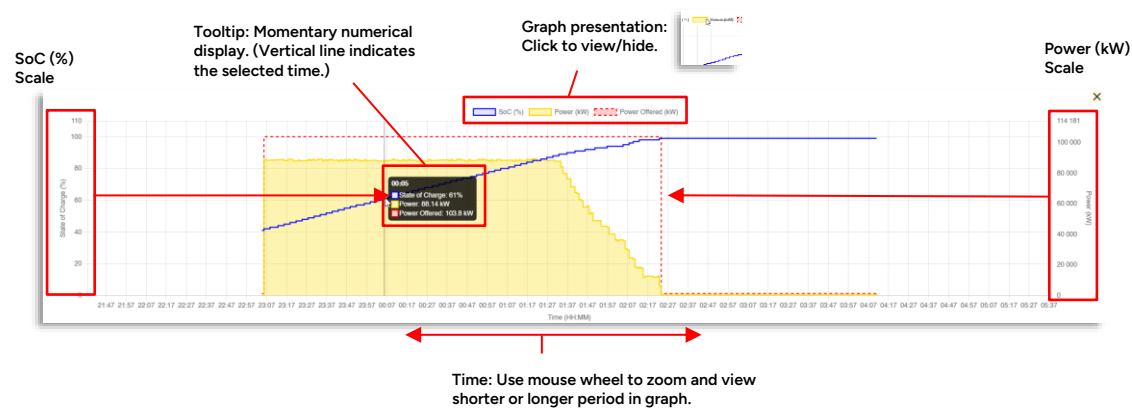 Tooltip: Momentary numerical
display. (Vertical line indicates
the selected time.)
Graph presentation:
Click to view/hide.
SoC (%)
Scale
Power (kW)
Scale
SoC (%) Power (kW) Power Offered (kW)
110
100
80
60
40
20
0
State of Charge (%)
00:05
State of Charge: 61%
Power: 88.14 kW
Power Offered: 103.8 kW
114 181
100 000
80 000
60 000
40 000
20 000
0
Power (kW)
21:47 21:57 22:07 22:17 22:27 22:37 22:47 22:57 23:07 23:17 23:27 23:37 23:47 23:57 00:07 00:17 00:27 00:37 00:47 00:57 01:07 01:17 01:27 01:37 01:47 01:57 02:07 02:17 02:27 02:37 02:47 02:57 03:07 03:17 03:27 03:37 03:47 03:57 04:07 04:17 04:27 04:37 04:47 04:57 05:07 05:17 05:27 05:37
Time (HH:MM)
Time: Use mouse wheel to zoom and view
shorter or longer period in graph.